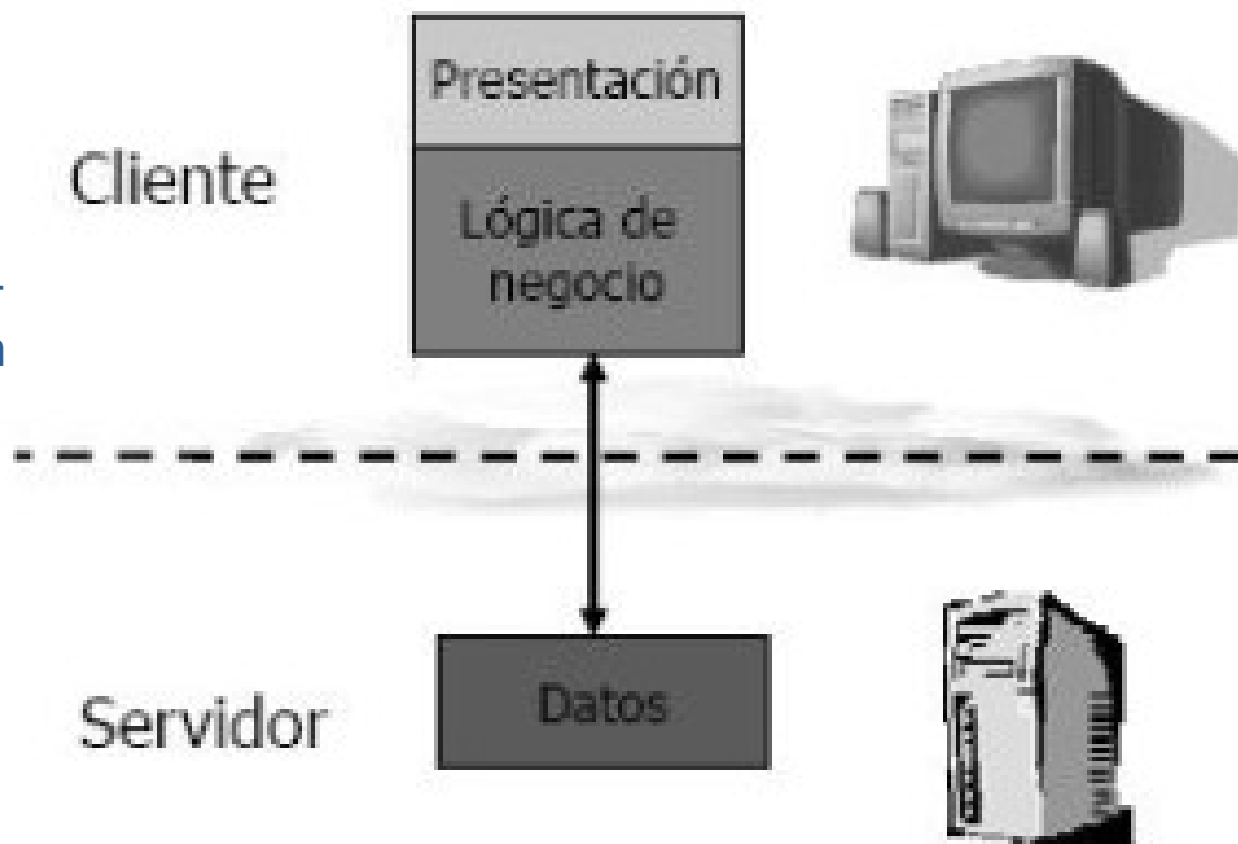 Presentación
Cliente
Lógica de
negocio
n
Servidor
Datos